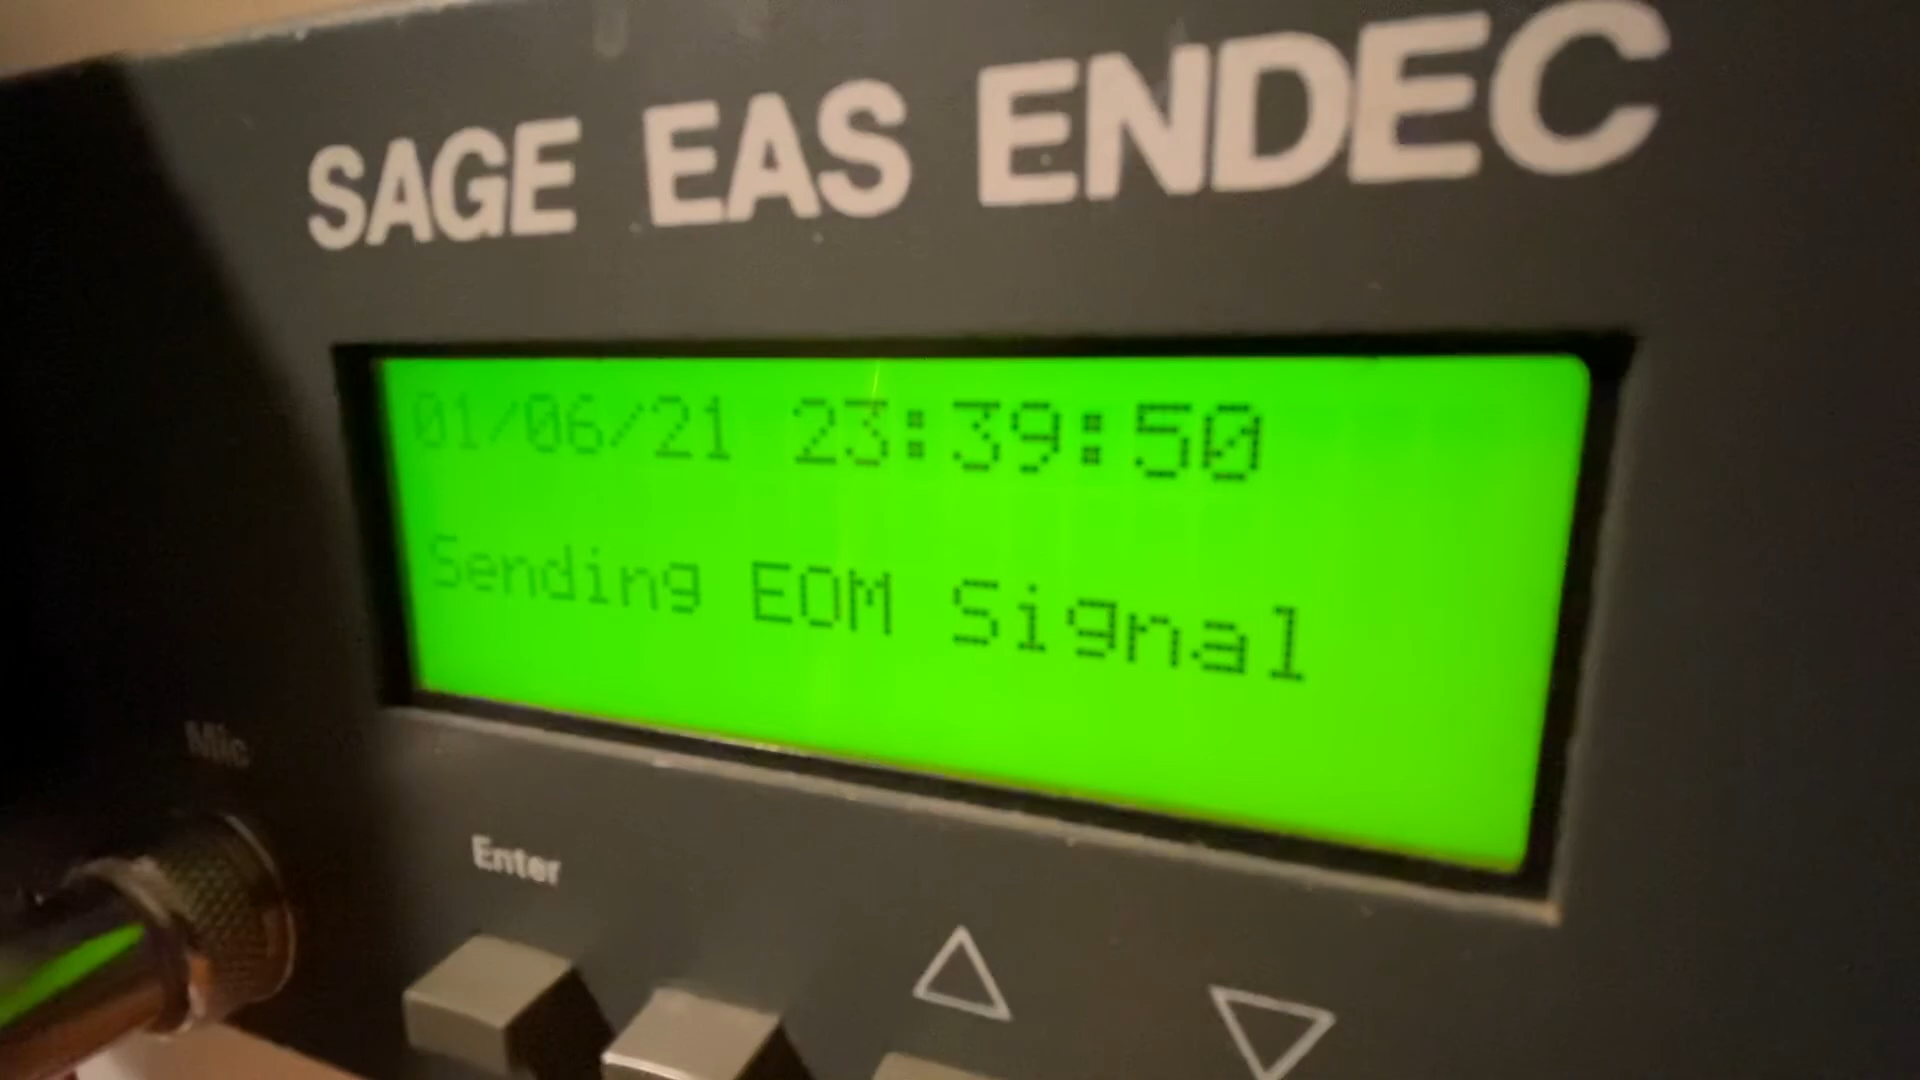 SAGE EAS ENDEC
01/06/21 23:39:50
Sending EOM Signal
Mic
Enter